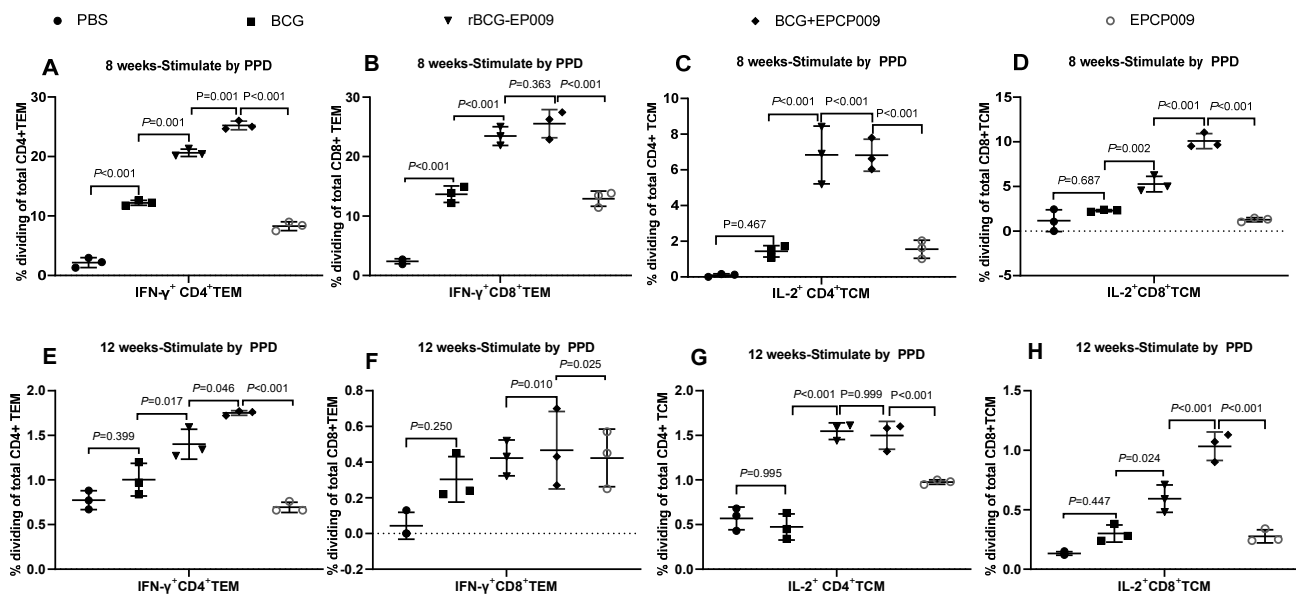 PBS BCG rBCG-EP009 BCG+EPCP009 EPCP009
A
8 weeks-Stimulate by PPD
% dividing of total CD4+TEM
30
20
10
0
P<0.001
P=0.001
P=0.001
P<0.001
IFN-γ+ CD4+TEM
B
8 weeks-Stimulate by PPD
% dividing of total CD8+ TEM
30
20
10
0
P<0.001
P<0.001
P=0.363
P<0.001
IFN-γ+CD8+TEM
C
8 weeks-Stimulate by PPD
% dividing of total CD4+ TCM
10
8
6
4
2
0
P=0.467
P<0.001
P<0.001
P<0.001
IL-2+ CD4+TCM
D
8 weeks-Stimulate by PPD
% dividing of total CD8+TCM
15
10
5
0
-5
P=0.687
P=0.002
P<0.001
P<0.001
IL-2+CD8+TCM
E
12 weeks-Stimulate by PPD
% dividing of total CD4+ TEM
2.0
1.5
1.0
0.5
0.0
P=0.399
P=0.017
P=0.046
P<0.001
IFN-γ+CD4+TEM
F
12 weeks-Stimulate by PPD
% dividing of total CD8+TEM
0.8
0.6
0.4
0.2
0.0
-0.2
P=0.250
P=0.010
P=0.025
IFN-γ+CD8+TEM
G
12 weeks-Stimulate by PPD
% dividing of total CD4+ TCM
2.0
1.5
1.0
0.5
0.0
P=0.995
P<0.001
P=0.999
P<0.001
IL-2+ CD4+TCM
H
12 weeks-Stimulate by PPD
% dividing of total CD8+TCM
1.5
1.0
0.5
0.0
P=0.447
P=0.024
P<0.001
P<0.001
IL-2+CD8+TCM